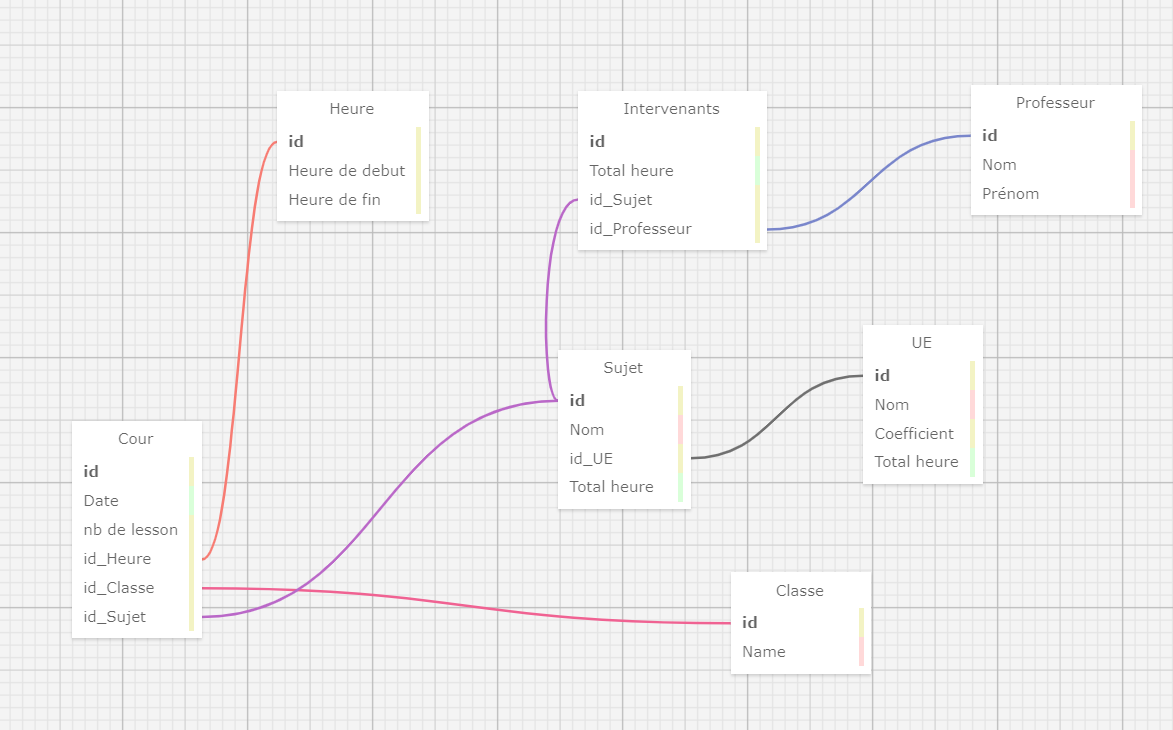 Heure
id
Heure de debut
Heure de fin
Intervenants
id
Total heure
id_Sujet
id_Professeur
Professeur
id
Nom
Prénom
Sujet
id
Nom
id_UE
Total heure
UE
id
Nom
Coefficient
Total heure
Cour
id
Date
nb de lesson
id_Heure
id_Classe
id_Sujet
Classe
id
Name